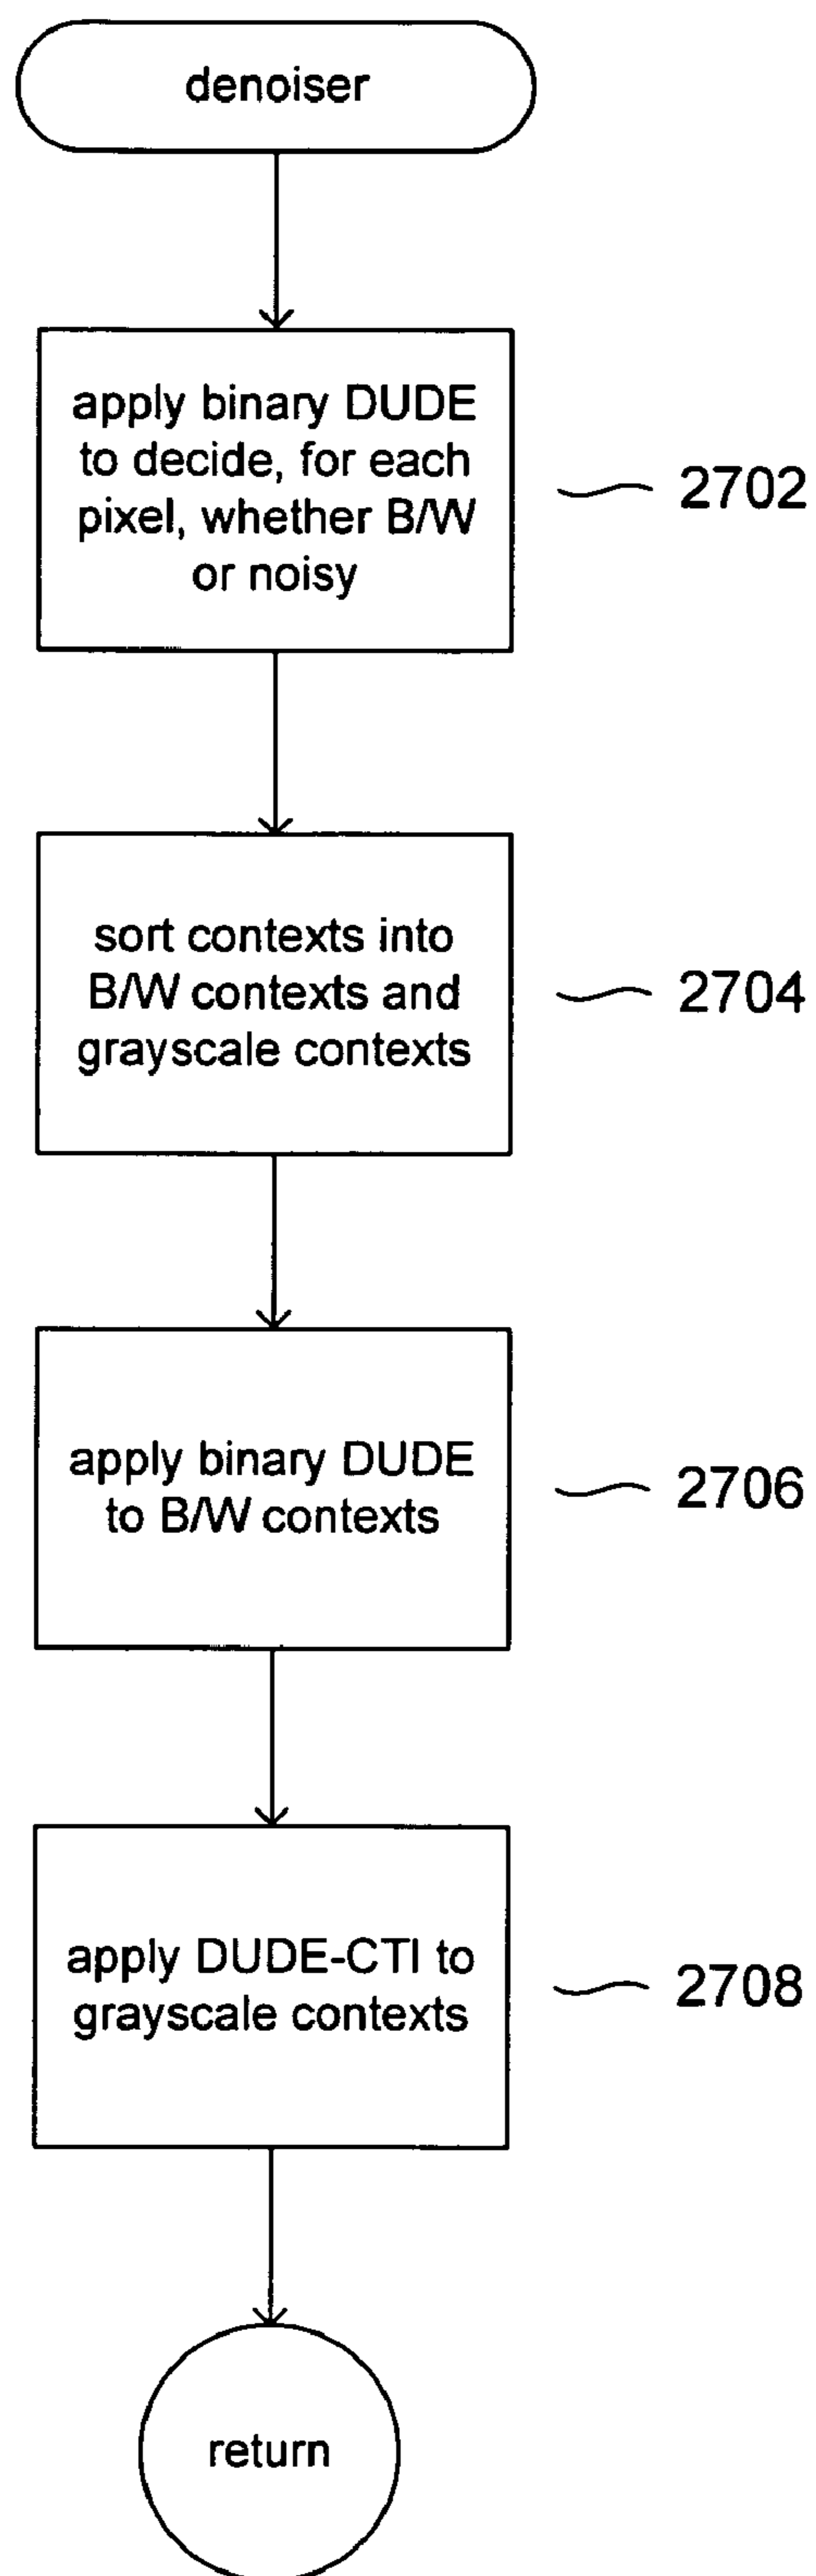 denoiser
apply binary DUDE
to decide, for each
pixel, whether B/W
or noisy
2702
sort contexts into
B/W contexts and
grayscale contexts
2704
apply binary DUDE
to B/W contexts
2706
apply DUDE-CTI to
grayscale contexts
2708
return